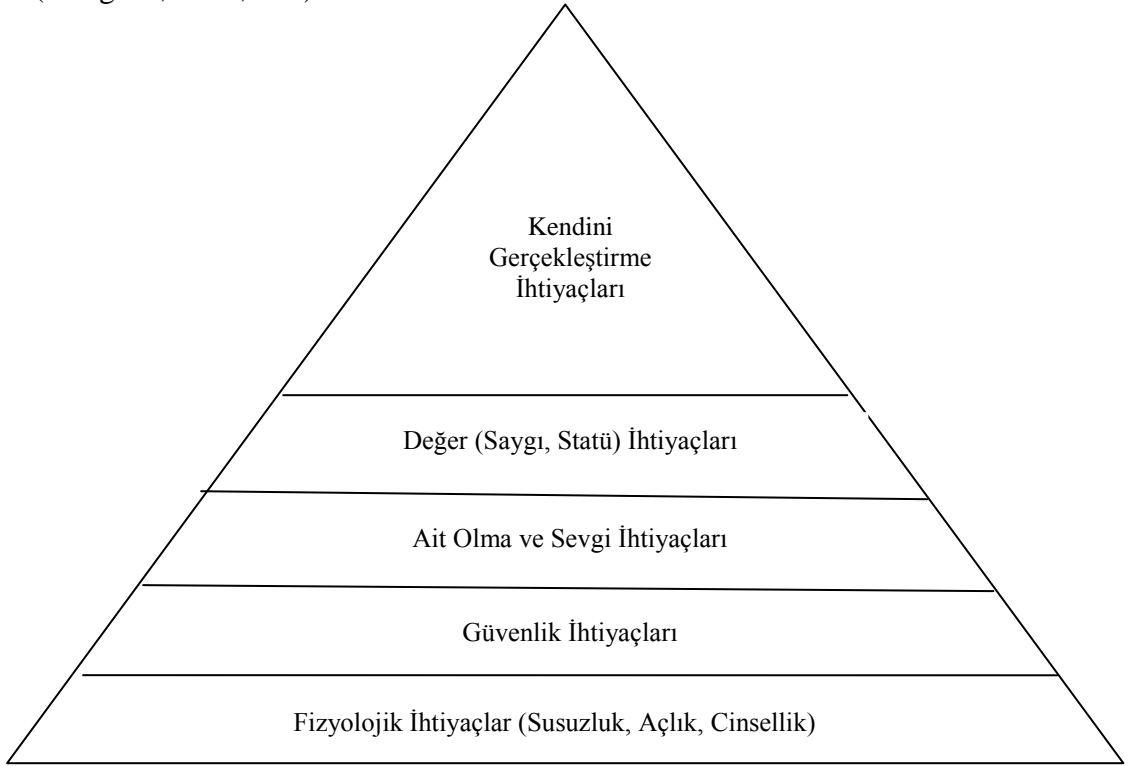 Kendini
Gerçekleştirme
İhtiyaçları
Değer (Saygı, Statü) İhtiyaçları
Ait Olma ve Sevgi İhtiyaçları
Güvenlik İhtiyaçları
Fizyolojik İhtiyaçlar (Susuzluk, Açlık, Cinsellik)